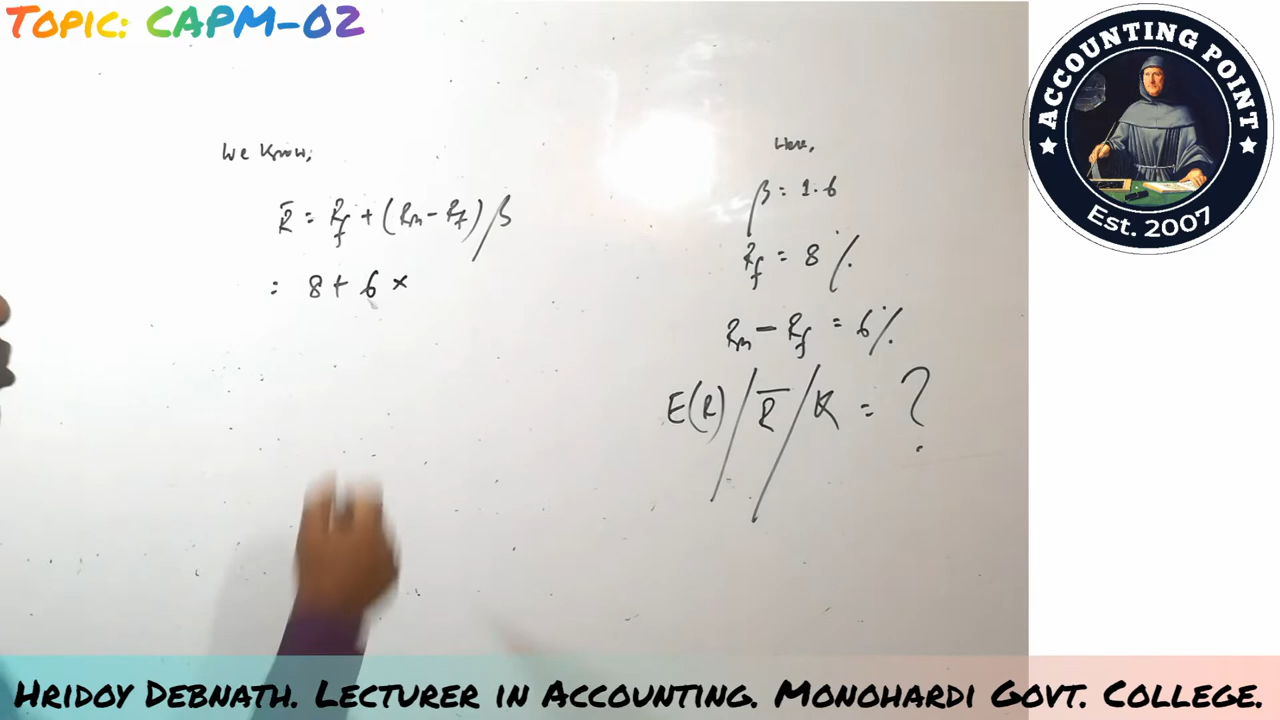 Topic: CAPM-02
ACCOUNTING POINT
Est. 2007
We Know,
R̄ = Rf + (Rm - Rf) β
= 8 + 6 ×
Here,
β = 1.6
Rf = 8%
Rm - Rf = 6%
E(R) / R̄ / K = ?
Hridoy Debnath. Lecturer in Accounting. Monohardi Govt. College.